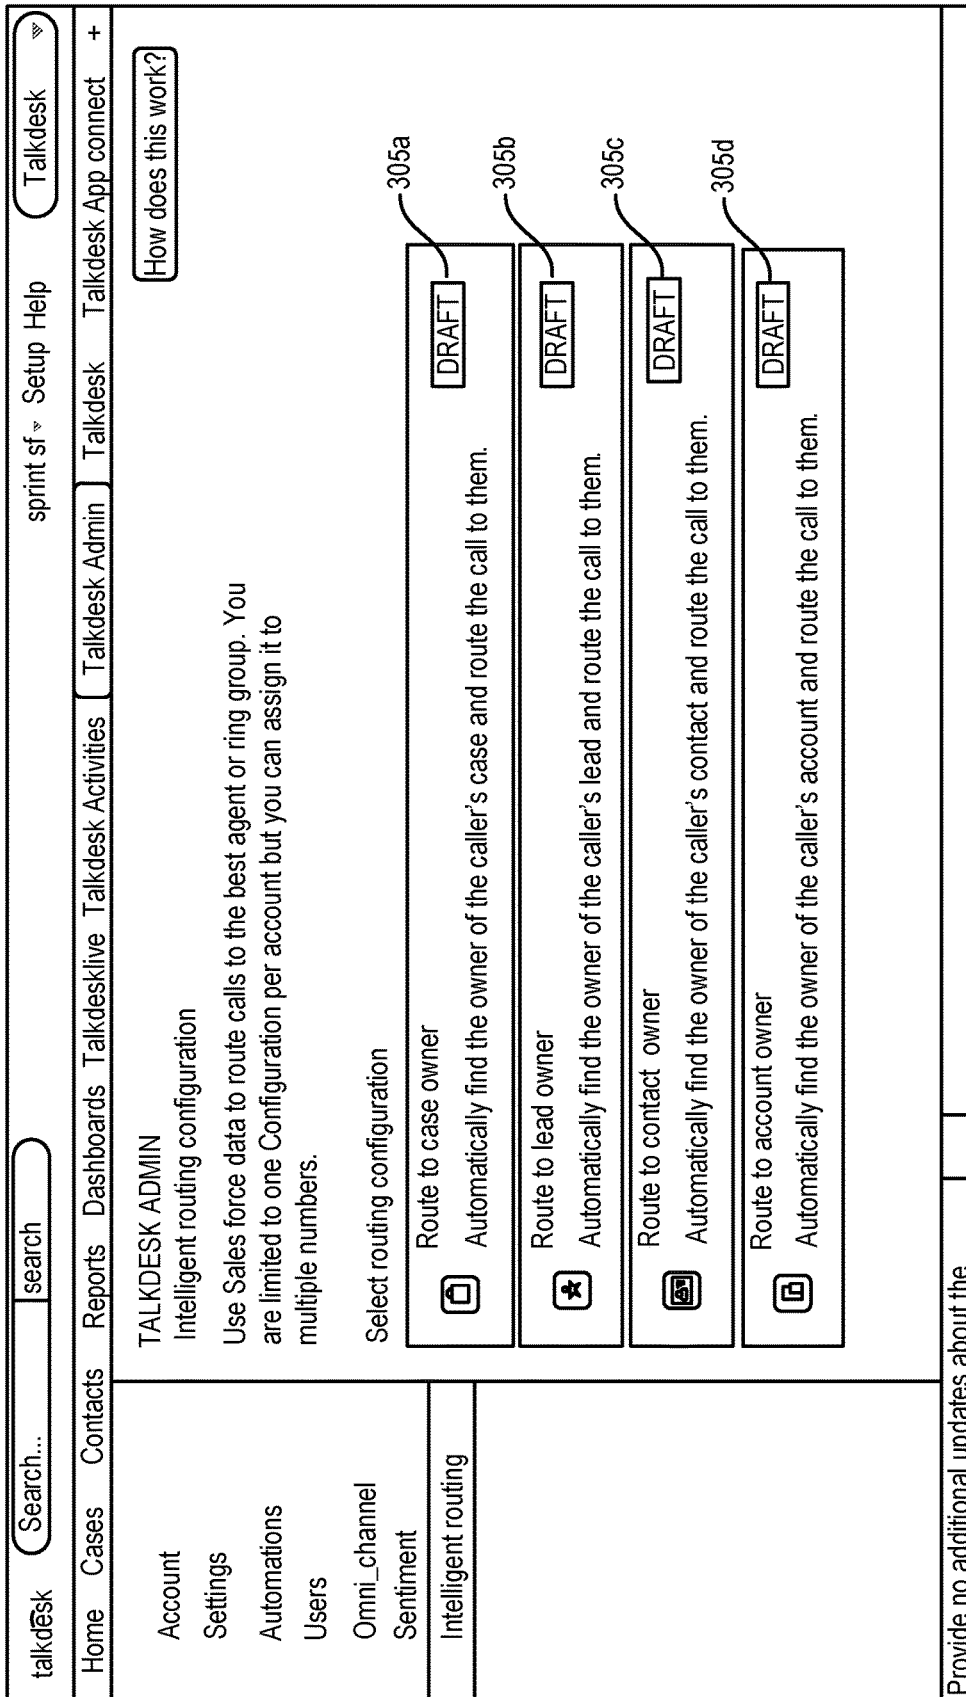 talkdesk Search... search sprint sf Setup Help Talkdesk
Home Cases Contacts Reports Dashboards Talkdesklive Talkdesk Activities Talkdesk Admin Talkdesk Talkdesk App connect +
Account
Settings
Automations
Users
Omni_channel
Sentiment
Intelligent routing
TALKDESK ADMIN
How does this work?
Intelligent routing configuration
Use Sales force data to route calls to the best agent or ring group. You
are limited to one Configuration per account but you can assign it to
multiple numbers.
Select routing configuration
Route to case owner
Automatically find the owner of the caller's case and route the call to them.
DRAFT
305a
Route to lead owner
Automatically find the owner of the caller's lead and route the call to them.
DRAFT
305b
Route to contact owner
Automatically find the owner of the caller's contact and route the call to them.
DRAFT
305c
Route to account owner
Automatically find the owner of the caller's account and route the call to them.
DRAFT
305d
Provide no additional updates about the